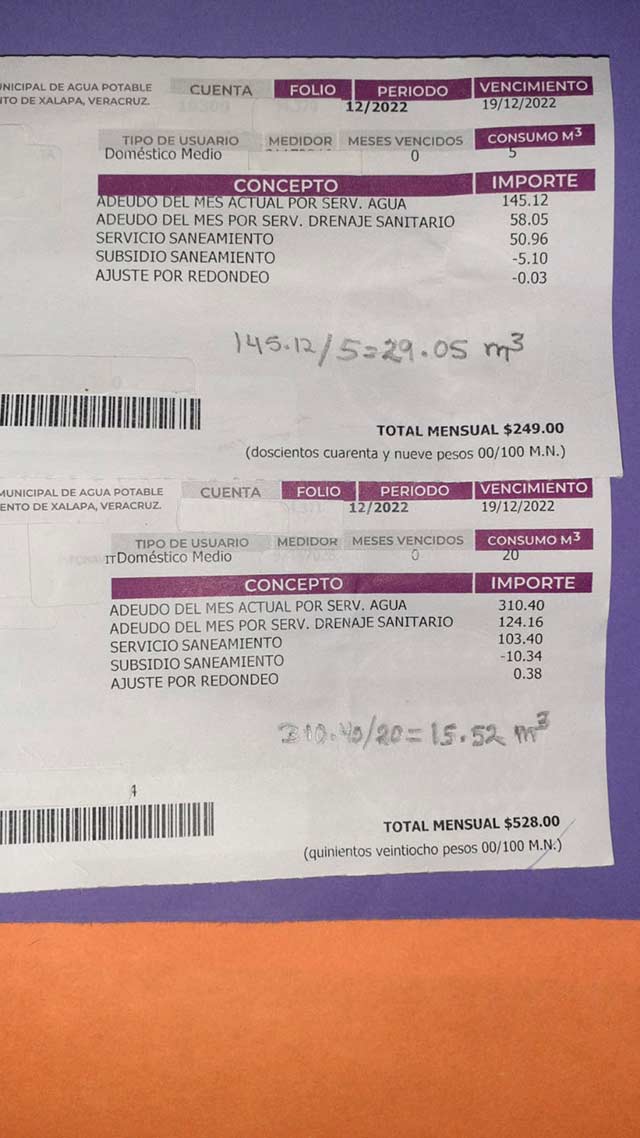 NICIPAL DE AGUA POTABLE
TO DE XALAPA, VERACRUZ.
CUENTA FOLIO PERIODO VENCIMIENTO
12/2022 19/12/2022
TIPO DE USUARIO MEDIDOR MESES VENCIDOS CONSUMO M³
Doméstico Medio 0 5
CONCEPTO IMPORTE
ADEUDO DEL MES ACTUAL POR SERV. AGUA 145.12
ADEUDO DEL MES POR SERV. DRENAJE SANITARIO 58.05
SERVICIO SANEAMIENTO 50.96
SUBSIDIO SANEAMIENTO -5.10
AJUSTE POR REDONDEO -0.03
145.12/5=29.05 m³
TOTAL MENSUAL $249.00
(doscientos cuarenta y nueve pesos 00/100 M.N.)
MUNICIPAL DE AGUA POTABLE
ENTO DE XALAPA, VERACRUZ.
CUENTA FOLIO PERIODO VENCIMIENTO
12/2022 19/12/2022
TIPO DE USUARIO MEDIDOR MESES VENCIDOS CONSUMO M³
IT Doméstico Medio 0 20
CONCEPTO IMPORTE
ADEUDO DEL MES ACTUAL POR SERV. AGUA 310.40
ADEUDO DEL MES POR SERV. DRENAJE SANITARIO 124.16
SERVICIO SANEAMIENTO 103.40
SUBSIDIO SANEAMIENTO -10.34
AJUSTE POR REDONDEO 0.38
310.40/20=15.52 m³
TOTAL MENSUAL $528.00
(quinientos veintiocho pesos 00/100 M.N.)